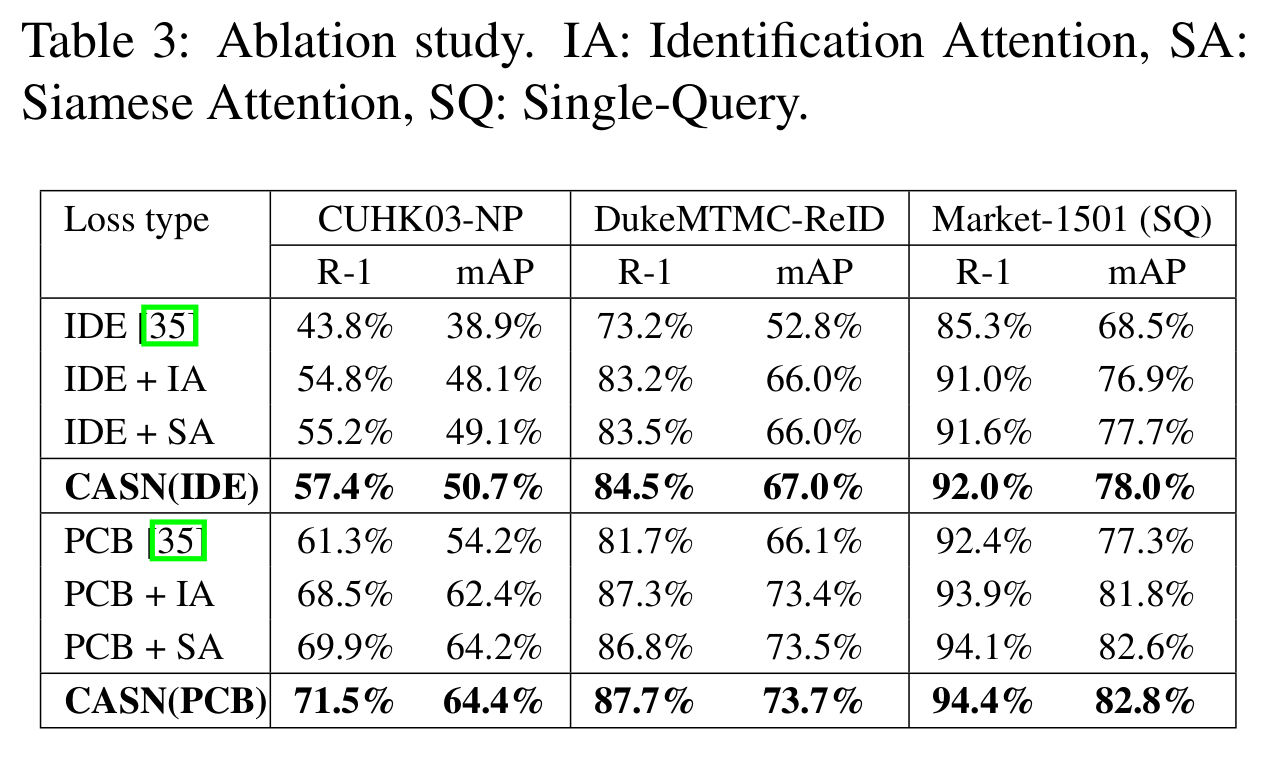 Table 3: Ablation study. IA: Identification Attention, SA:
Siamese Attention, SQ: Single-Query.
Loss type CUHK03-NP DukeMTMC-ReID Market-1501 (SQ)
R-1 mAP R-1 mAP R-1 mAP
IDE [35] 43.8% 38.9% 73.2% 52.8% 85.3% 68.5%
IDE + IA 54.8% 48.1% 83.2% 66.0% 91.0% 76.9%
IDE + SA 55.2% 49.1% 83.5% 66.0% 91.6% 77.7%
CASN(IDE) 57.4% 50.7% 84.5% 67.0% 92.0% 78.0%
PCB [35] 61.3% 54.2% 81.7% 66.1% 92.4% 77.3%
PCB + IA 68.5% 62.4% 87.3% 73.4% 93.9% 81.8%
PCB + SA 69.9% 64.2% 86.8% 73.5% 94.1% 82.6%
CASN(PCB) 71.5% 64.4% 87.7% 73.7% 94.4% 82.8%